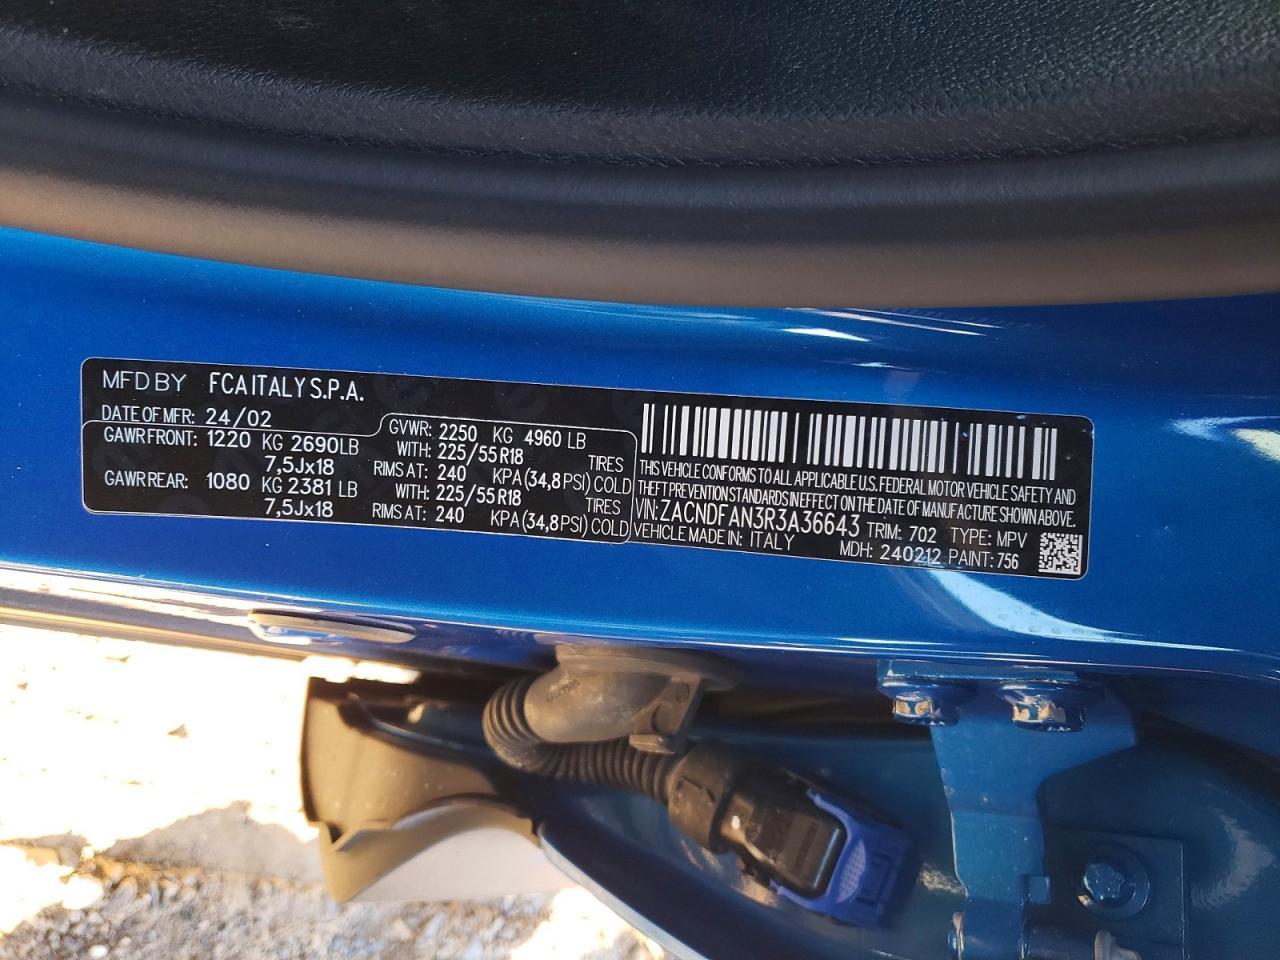 MFD BY FCA ITALY S.P.A.
DATE OF MFR: 24/02
GAWR FRONT: 1220 KG 2690 LB
7,5Jx18
GAWR REAR: 1080 KG 2381 LB
7,5Jx18
GVWR: 2250 KG 4960 LB
WITH: 225/55 R18 TIRES
RIMS AT: 240 KPA (34,8 PSI) COLD
WITH: 225/55 R18 TIRES
RIMS AT: 240 KPA (34,8 PSI) COLD
THIS VEHICLE CONFORMS TO ALL APPLICABLE U.S. FEDERAL MOTOR VEHICLE SAFETY AND
THEFT PREVENTION STANDARDS IN EFFECT ON THE DATE OF MANUFACTURE SHOWN ABOVE.
VIN: ZACNDFAN3R3A36643 TRIM: 702 TYPE: MPV
VEHICLE MADE IN: ITALY MDH: 240212 PAINT: 756